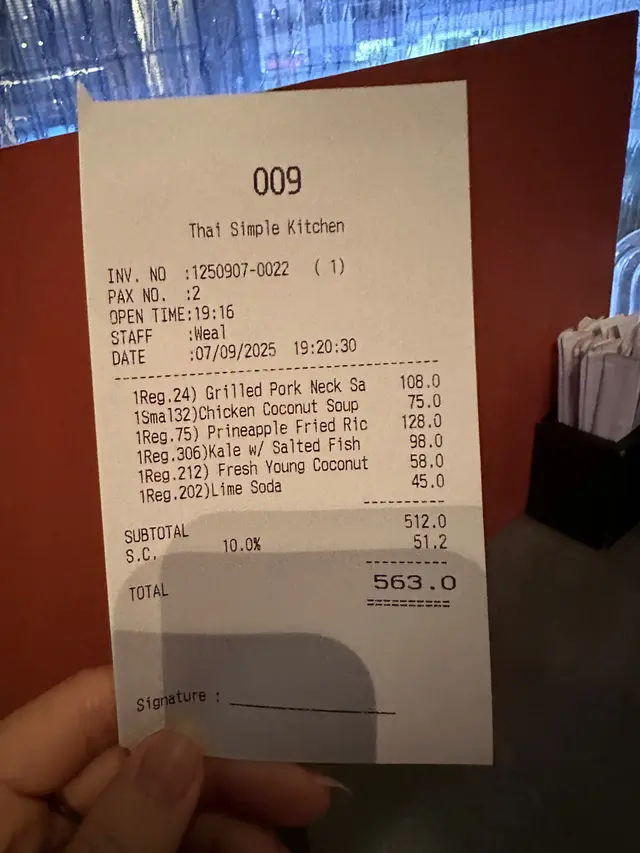 009
Thai Simple Kitchen
INV. NO :1250907-0022 ( 1)
PAX NO. :2
OPEN TIME:19:16
STAFF :Weal
DATE :07/09/2025 19:20:30
1Reg.24) Grilled Pork Neck Sa 108.0
1Smal32)Chicken Coconut Soup 75.0
1Reg.75) Prineapple Fried Ric 128.0
1Reg.306)Kale w/ Salted Fish 98.0
1Reg.212) Fresh Young Coconut 58.0
1Reg.202)Lime Soda 45.0
SUBTOTAL 512.0
S.C. 10.0% 51.2
TOTAL 563.0
Signature :